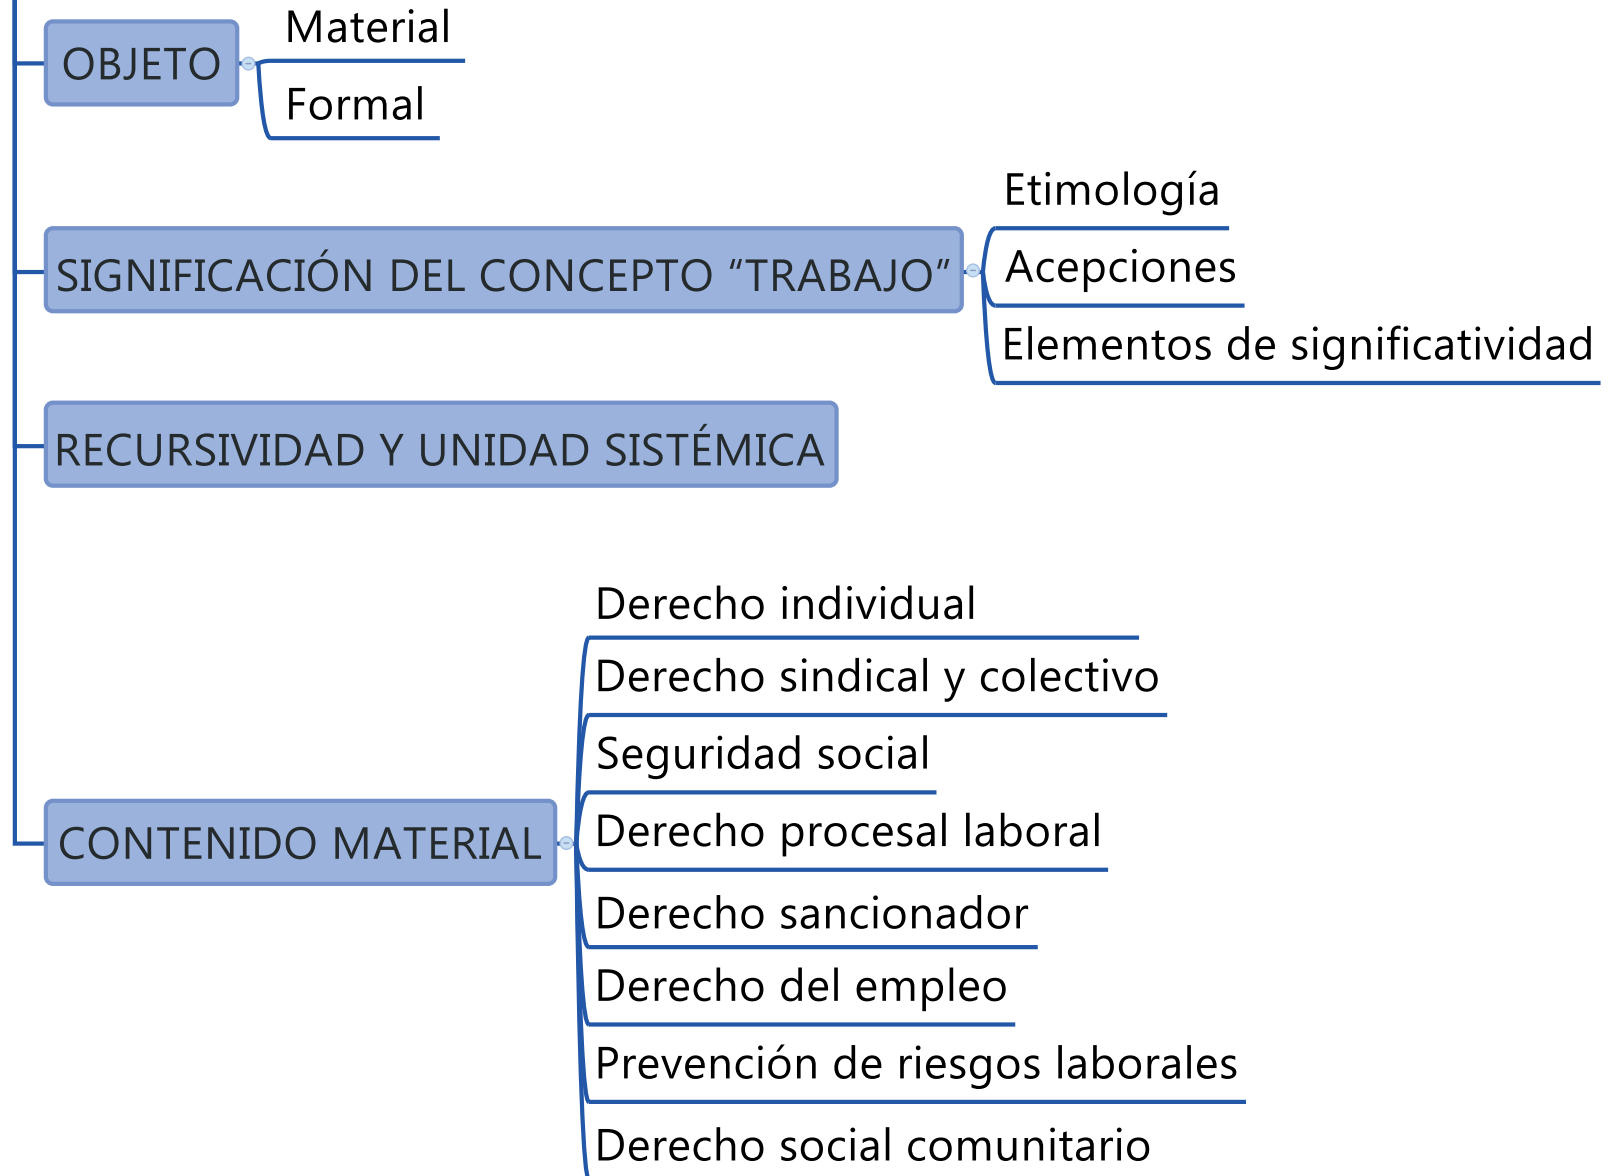 OBJETO
Material
Formal
SIGNIFICACIÓN DEL CONCEPTO “TRABAJO”
Etimología
Acepciones
Elementos de significatividad
RECURSIVIDAD Y UNIDAD SISTÉMICA
CONTENIDO MATERIAL
Derecho individual
Derecho sindical y colectivo
Seguridad social
Derecho procesal laboral
Derecho sancionador
Derecho del empleo
Prevención de riesgos laborales
Derecho social comunitario